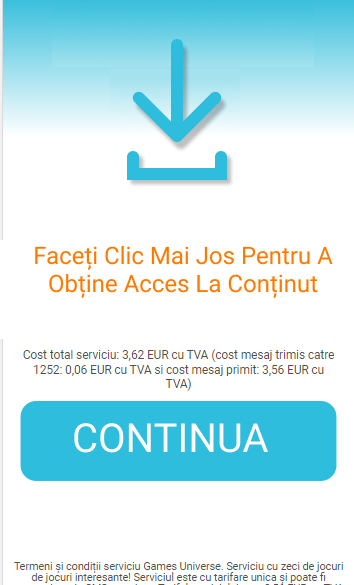 Faceți Clic Mai Jos Pentru A
Obține Acces La Conținut
Cost total serviciu: 3,62 EUR cu TVA (cost mesaj trimis catre
1252: 0,06 EUR cu TVA si cost mesaj primit: 3,56 EUR cu
TVA)
CONTINUA
Termeni și condiții serviciu Games Universe. Serviciu cu zeci de jocuri
de jocuri interesante! Serviciul este cu tarifare unica și poate fi